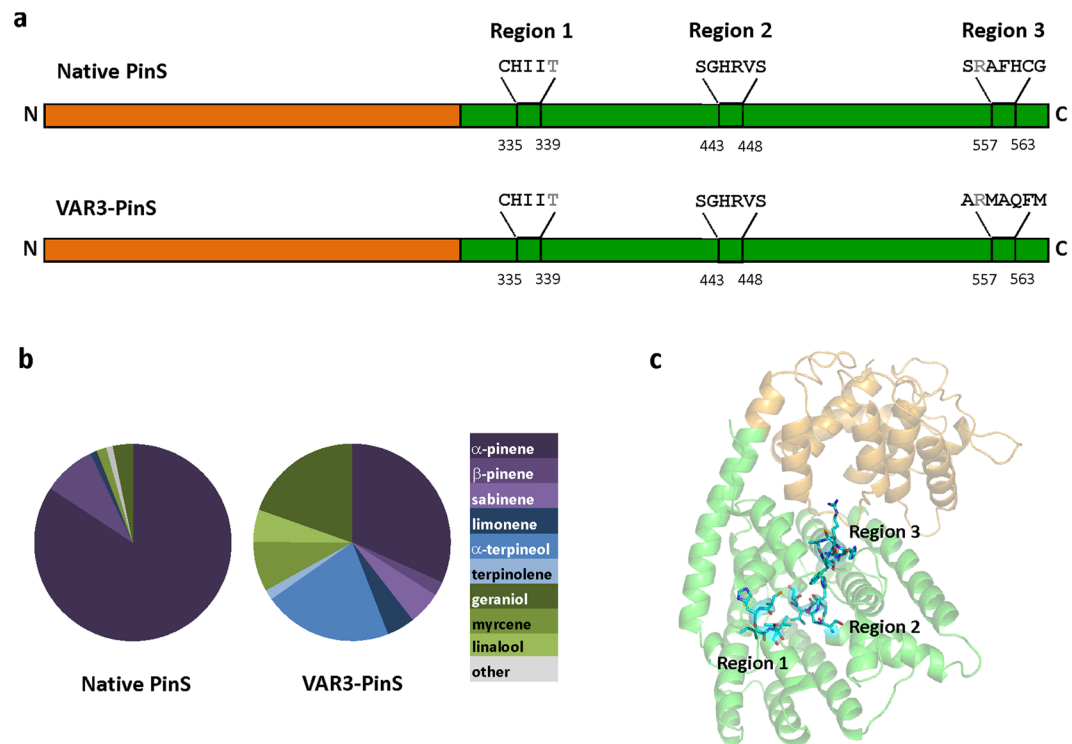 a
Region 1 Region 2 Region 3
Native PinS CHIIT SGHRVS SRAFHCG
N C
335 339 443 448 557 563
VAR3-PinS CHIIT SGHRVS ARMAQFM
N C
335 339 443 448 557 563
b
α-pinene
β-pinene
sabinene
limonene
α-terpineol
terpinolene
geraniol
myrcene
linalool
other
Native PinS VAR3-PinS
c
Region 3
Region 2
Region 1